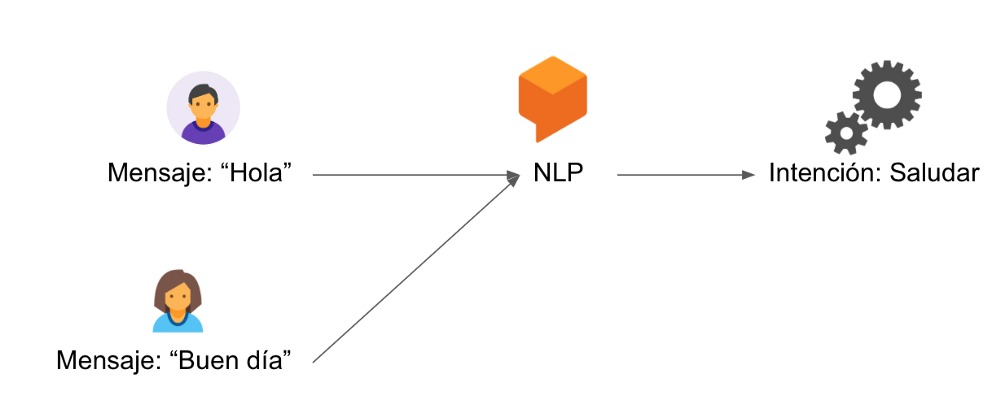 Mensaje: “Hola”
NLP
Intención: Saludar
Mensaje: “Buen día”